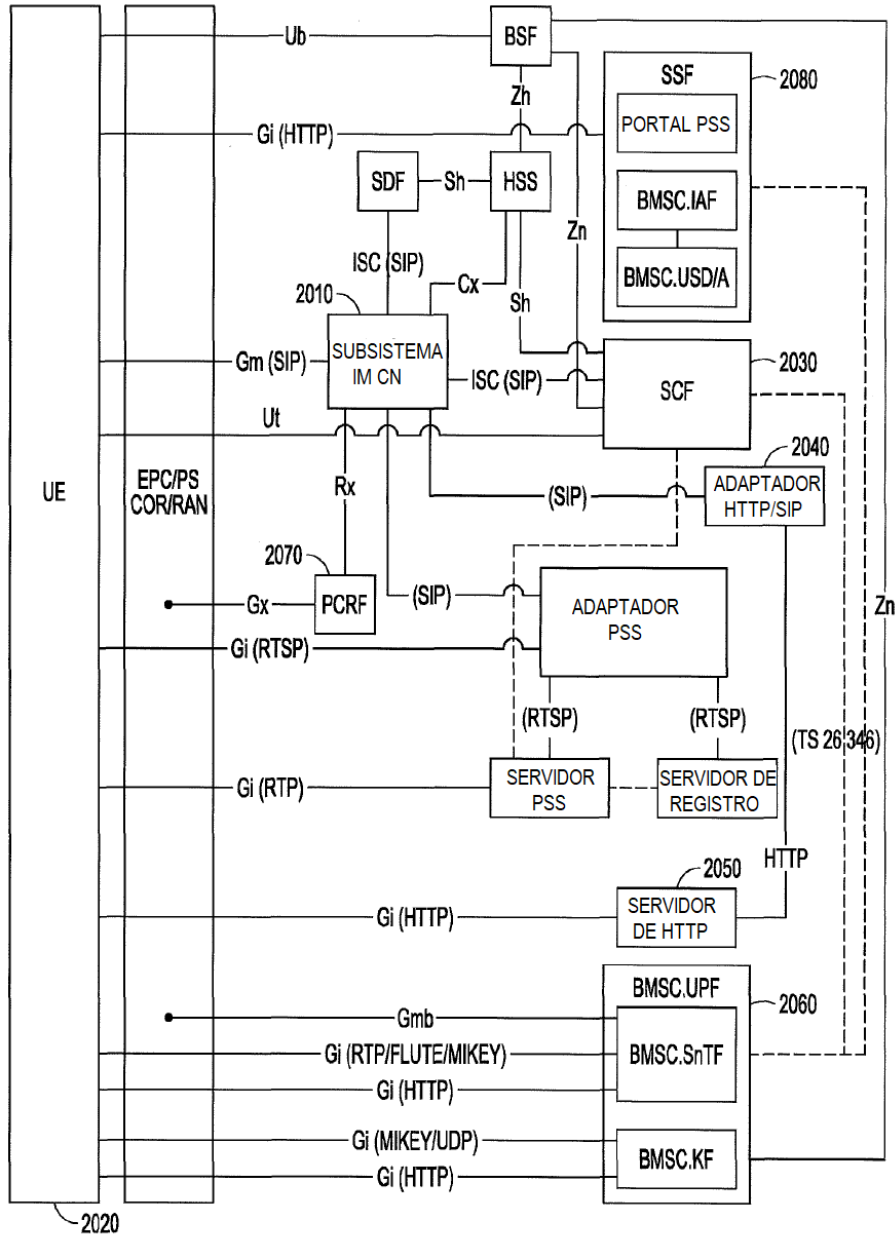 Ub
BSF
SSF
2080
Zh
PORTAL PSS
Gi (HTTP)
SDF
Sh
HSS
BMSC.IAF
Zn
ISC (SIP)
Cx
BMSC.USD/A
2010
Sh
SUBSISTEMA
IM CN
2030
Gm (SIP)
ISC (SIP)
SCF
Ut
2040
UE
EPC/PS
COR/RAN
Rx
(SIP)
ADAPTADOR
HTTP/SIP
2070
(SIP)
ADAPTADOR
PSS
Gx
PCRF
Zn
Gi (RTSP)
(RTSP)
(RTSP)
(TS 26 346)
Gi (RTP)
SERVIDOR
PSS
SERVIDOR DE
REGISTRO
HTTP
2050
Gi (HTTP)
SERVIDOR
DE HTTP
BMSC.UPF
2060
Gmb
Gi (RTP/FLUTE/MIKEY)
BMSC.SnTF
Gi (HTTP)
Gi (MIKEY/UDP)
BMSC.KF
Gi (HTTP)
2020